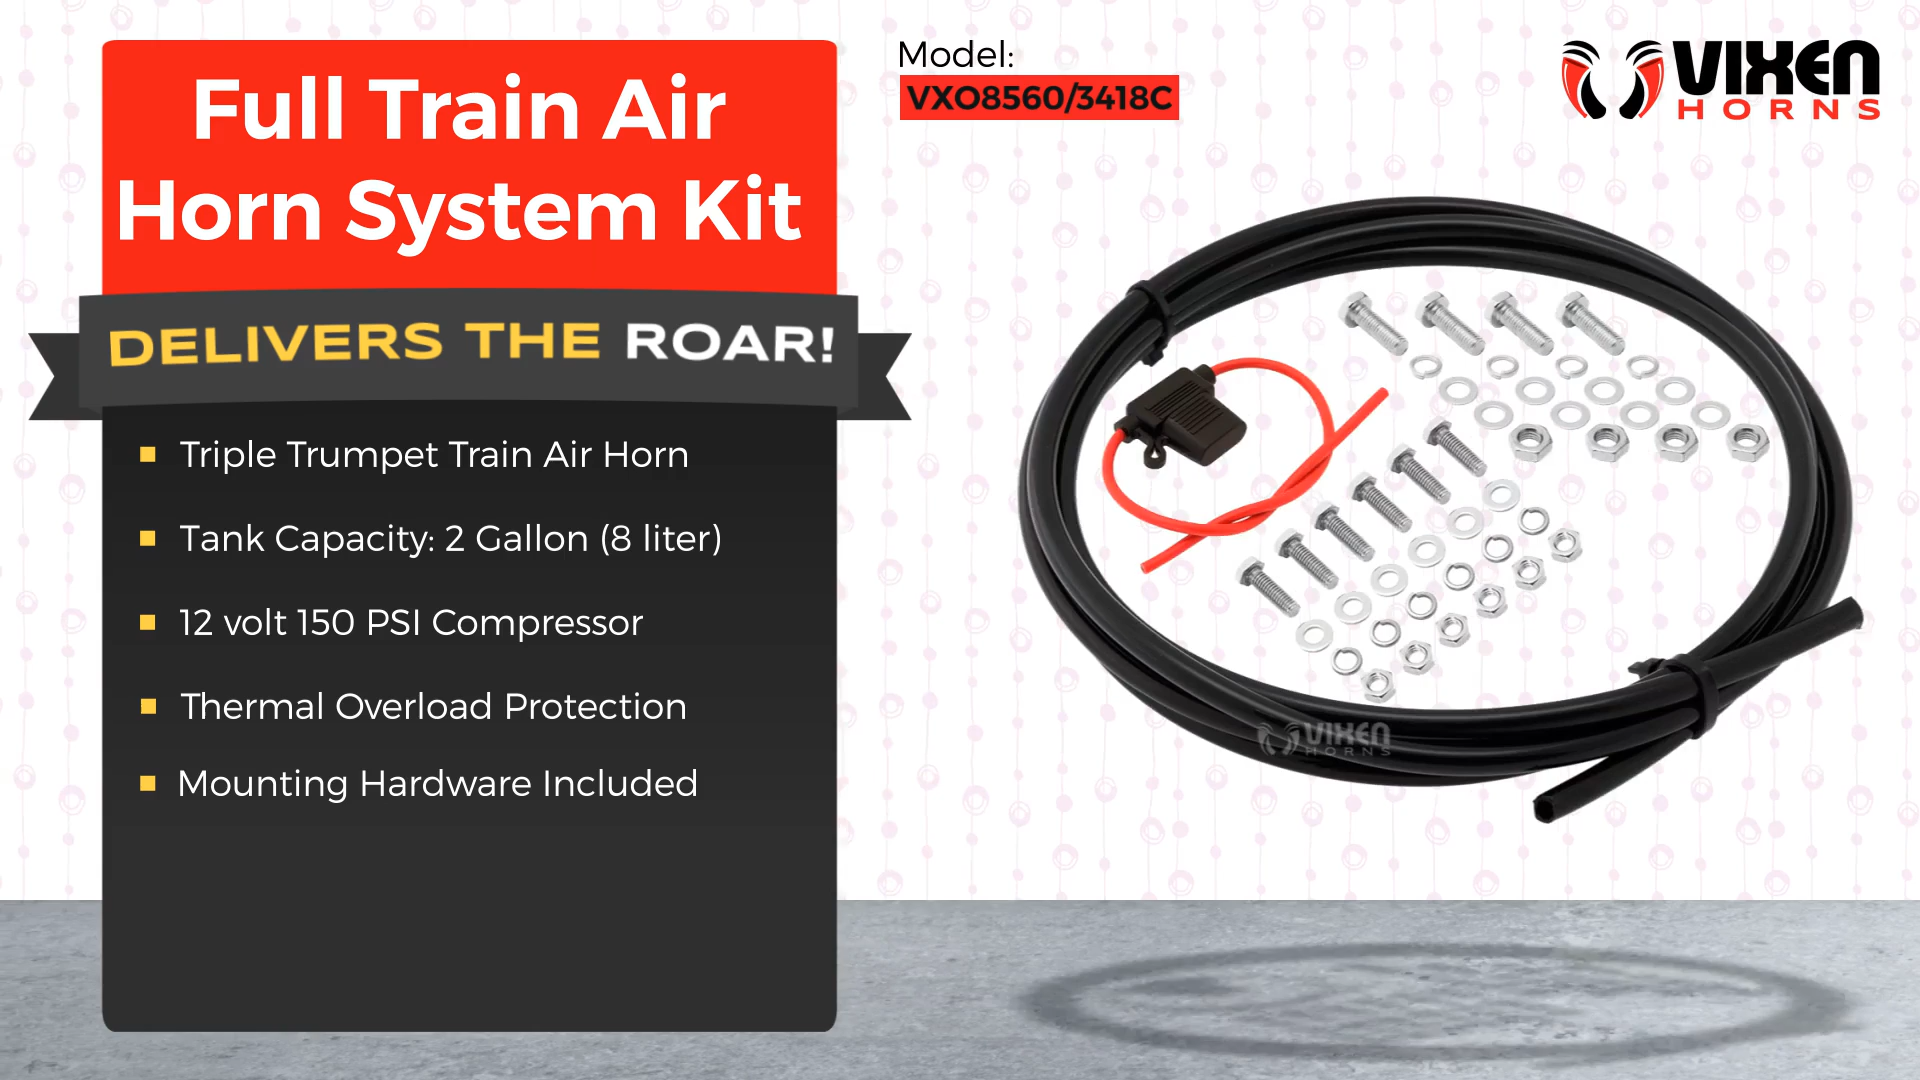 Full Train Air
Horn System Kit
DELIVERS THE ROAR!
Triple Trumpet Train Air Horn
Tank Capacity: 2 Gallon (8 liter)
12 volt 150 PSI Compressor
Thermal Overload Protection
Mounting Hardware Included
Model:
VXO8560/3418C
VIXEN
HORNS
VIXEN
HORNS